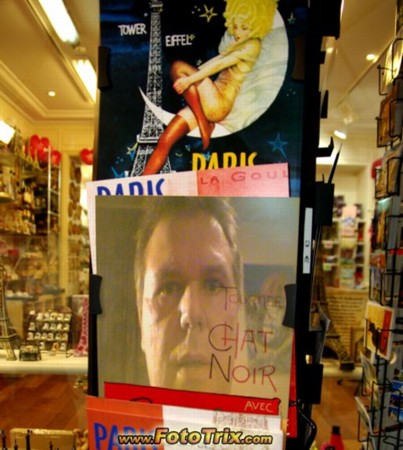 TOWER
EIFFEL
PARIS
LA GOUL
PARIS
Tournée
CHAT
NOIR
AVEC
PARIS
www.FotoTrix.com